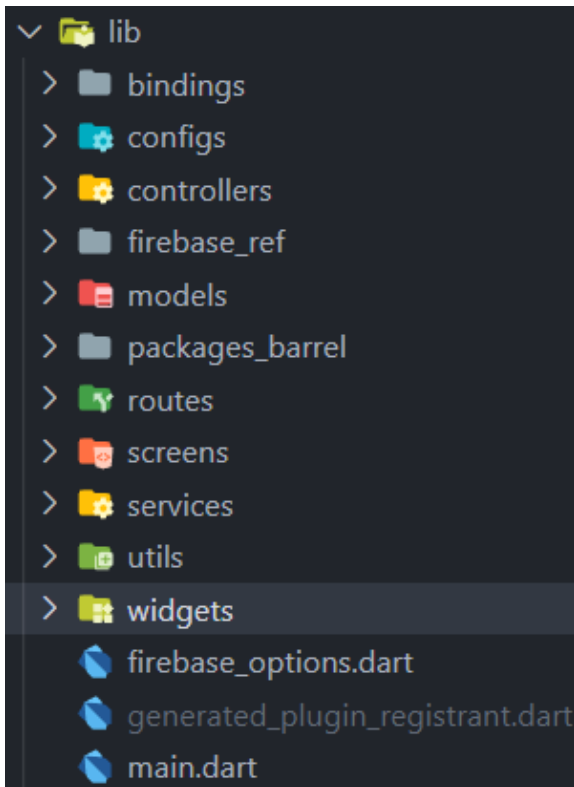 lib
bindings
configs
controllers
firebase_ref
models
packages_barrel
routes
screens
services
utils
widgets
firebase_options.dart
generated_plugin_registrant.dart
main.dart